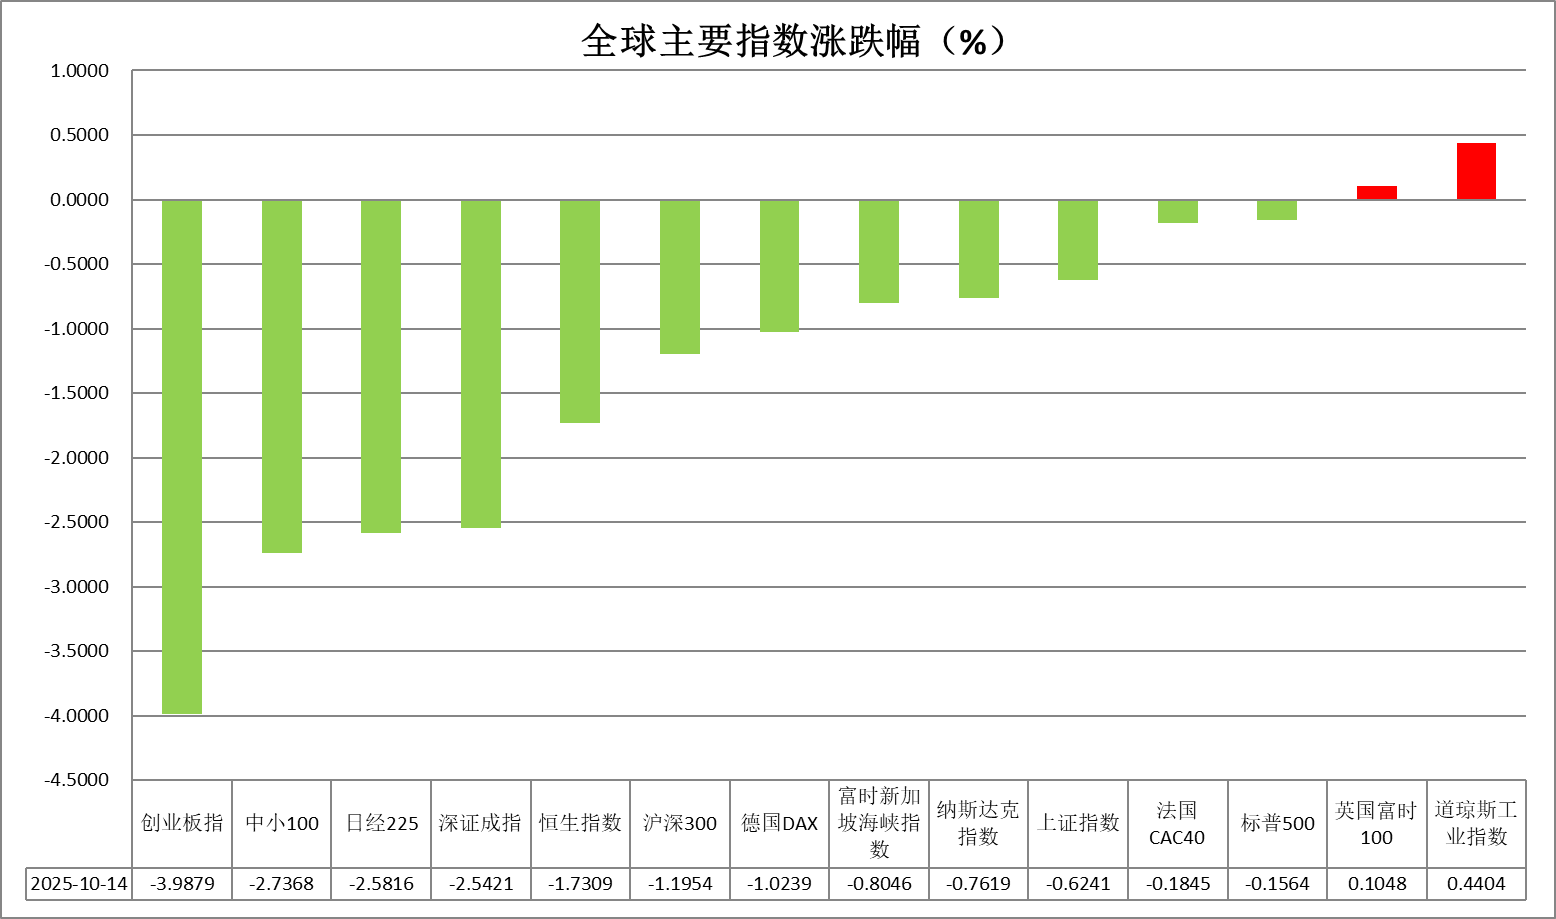 全球主要指数涨跌幅（%）
1.0000
0.5000
0.0000
-0.5000
-1.0000
-1.5000
-2.0000
-2.5000
-3.0000
-3.5000
-4.0000
-4.5000
创业板指
中小100
日经225
深证成指
恒生指数
沪深300
德国DAX
富时新加
坡海峡指
数
纳斯达克
指数
上证指数
法国
CAC40
标普500
英国富时
100
道琼斯工
业指数
2025-10-14 -3.9879 -2.7368 -2.5816 -2.5421 -1.7309 -1.1954 -1.0239 -0.8046 -0.7619 -0.6241 -0.1845 -0.1564 0.1048 0.4404